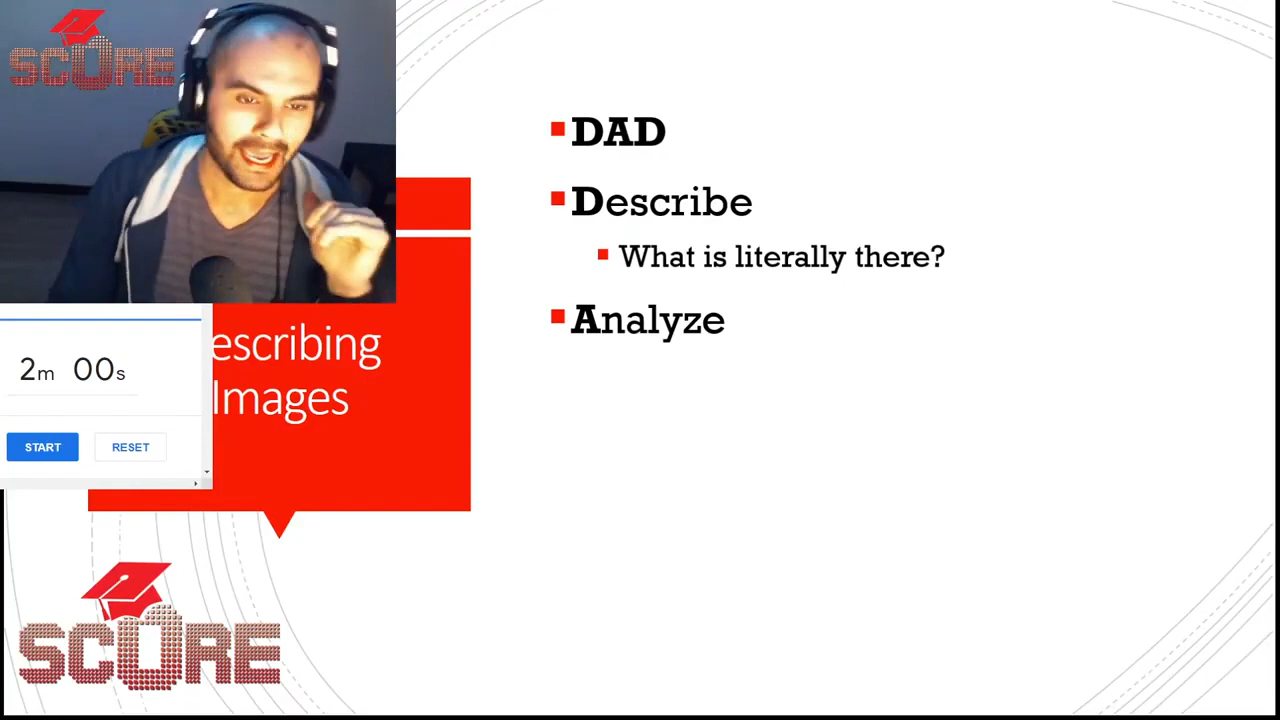 SCORE
DAD
Describe
What is literally there?
Analyze
escribing
Images
2m 00s
START
RESET
SCORE